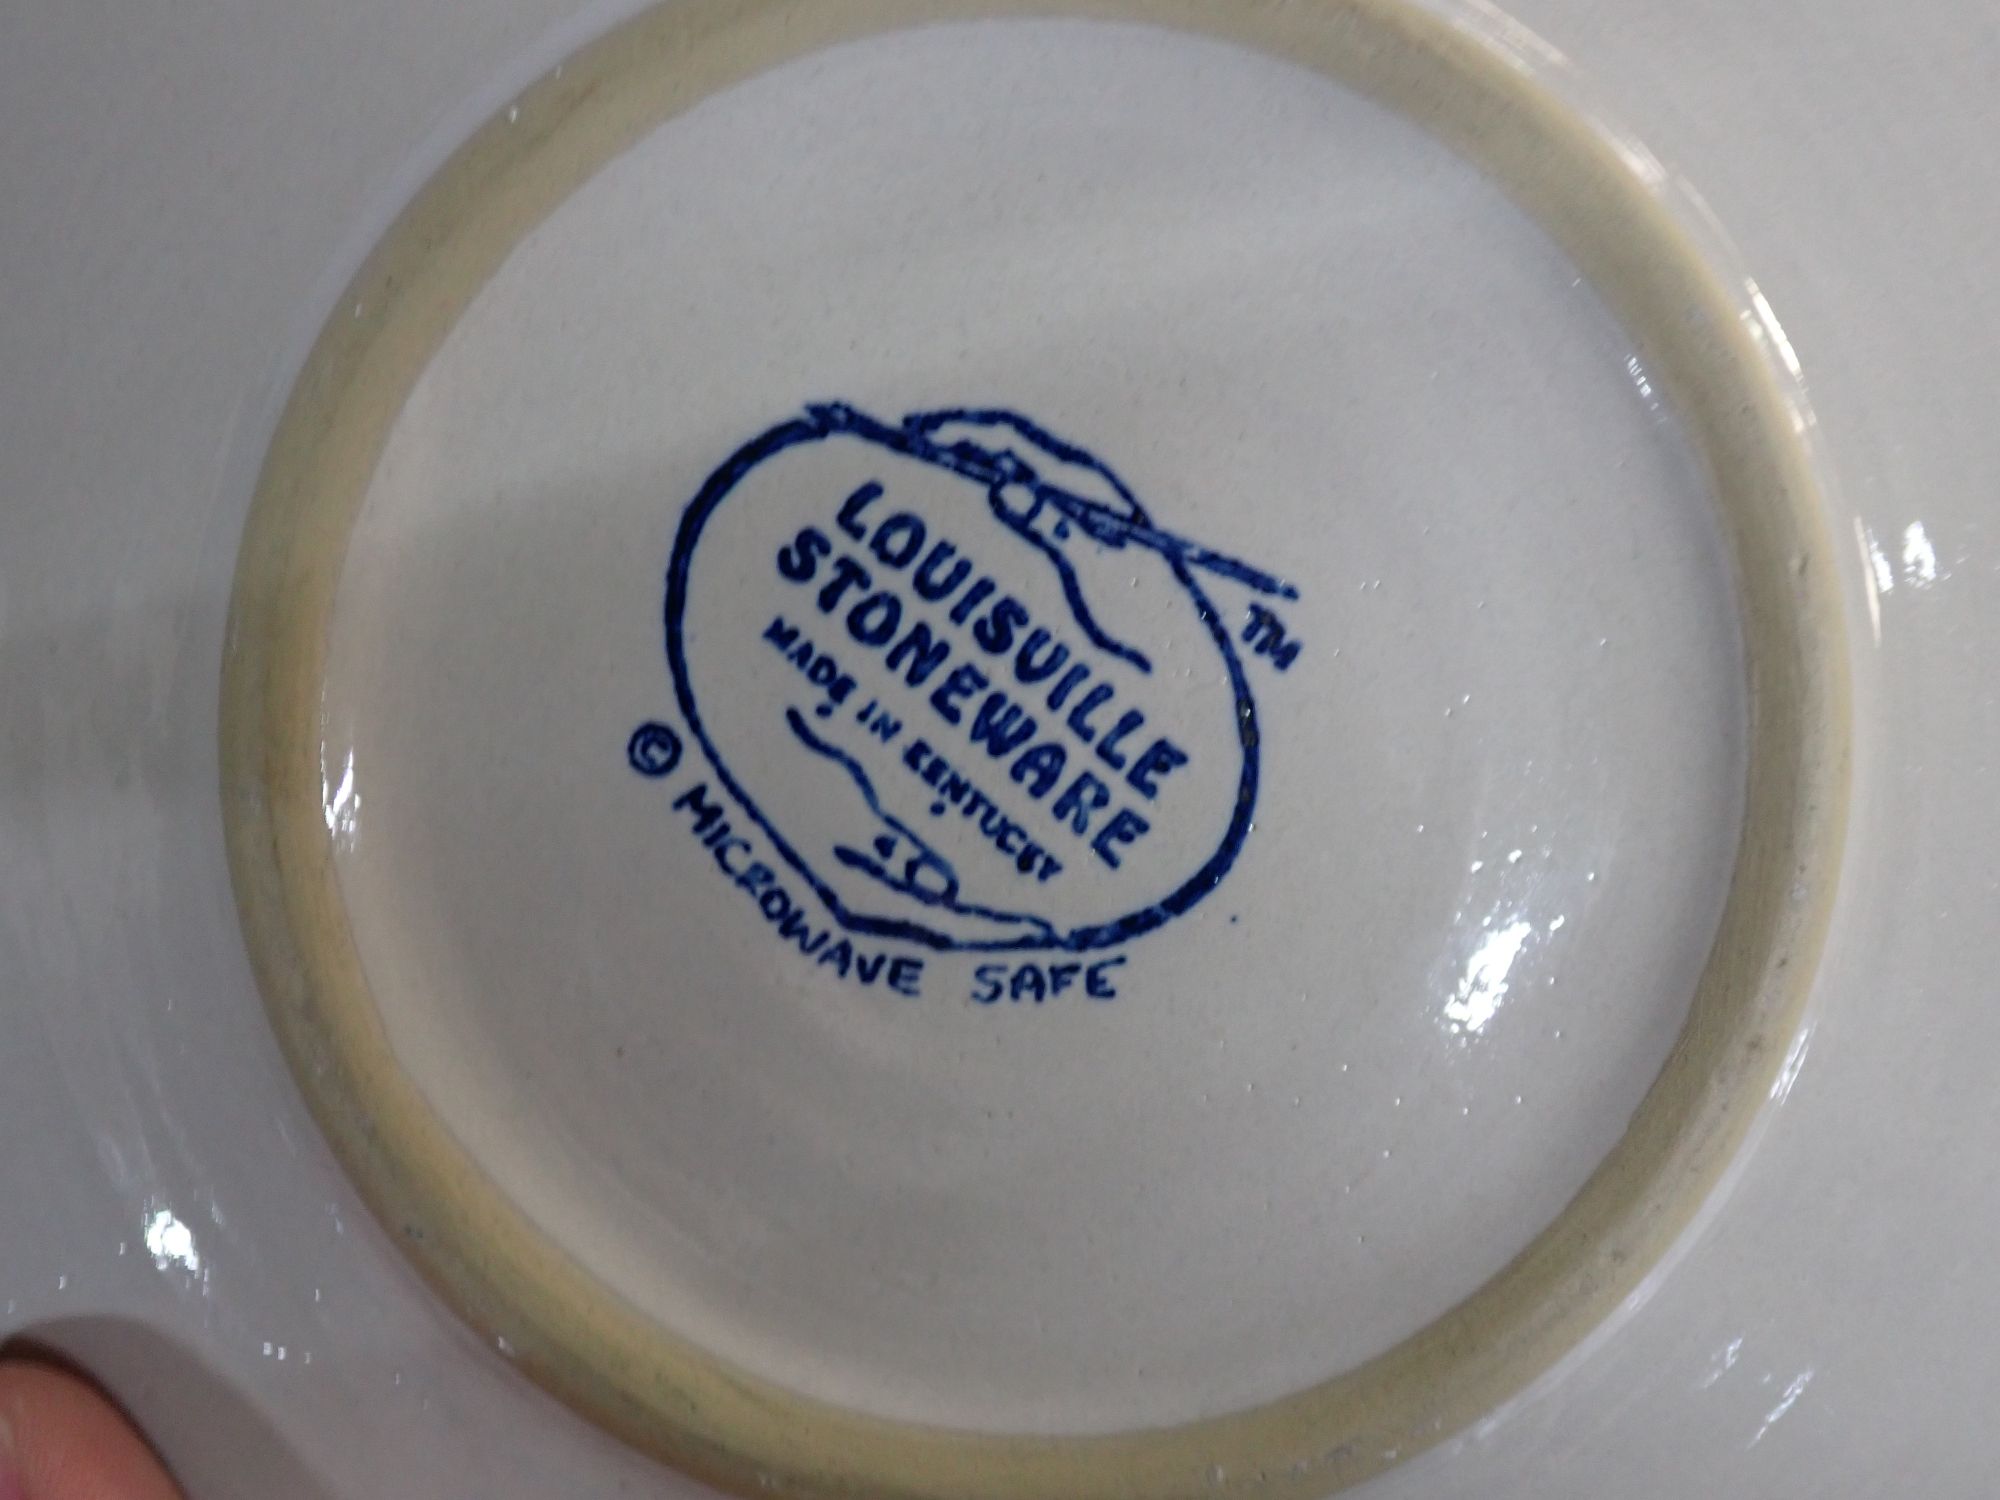 LOUISVILLE
STONEWARE
MADE IN KENTUCKY
TM
© MICROWAVE SAFE